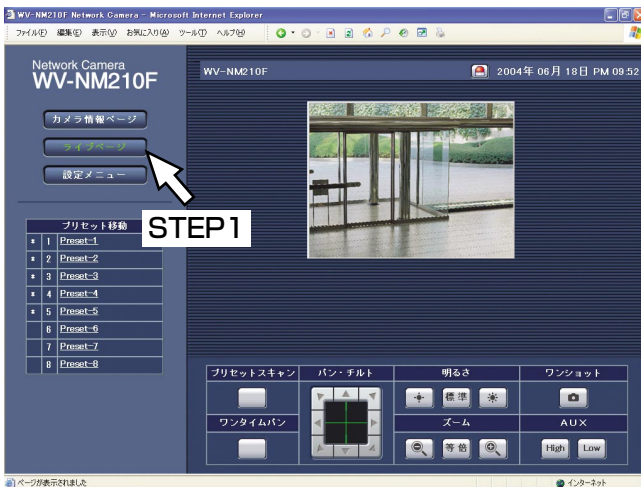 WV-NM210F Network Camera - Microsoft Internet Explorer
ファイル(F) 編集(E) 表示(V) お気に入り(A) ツール(T) ヘルプ(H)
Network Camera
WV-NM210F
WV-NM210F
2004年 06月 18日 PM 09:52
カメラ情報ページ
ライブページ
設定メニュー
STEP1
プリセット移動
* 1 Preset-1
* 2 Preset-2
* 3 Preset-3
* 4 Preset-4
* 5 Preset-5
6 Preset-6
7 Preset-7
8 Preset-8
プリセットスキャン パン・チルト 明るさ ワンショット
標準
ワンタイムパン ズーム AUX
等倍 High Low
ページが表示されました インターネット